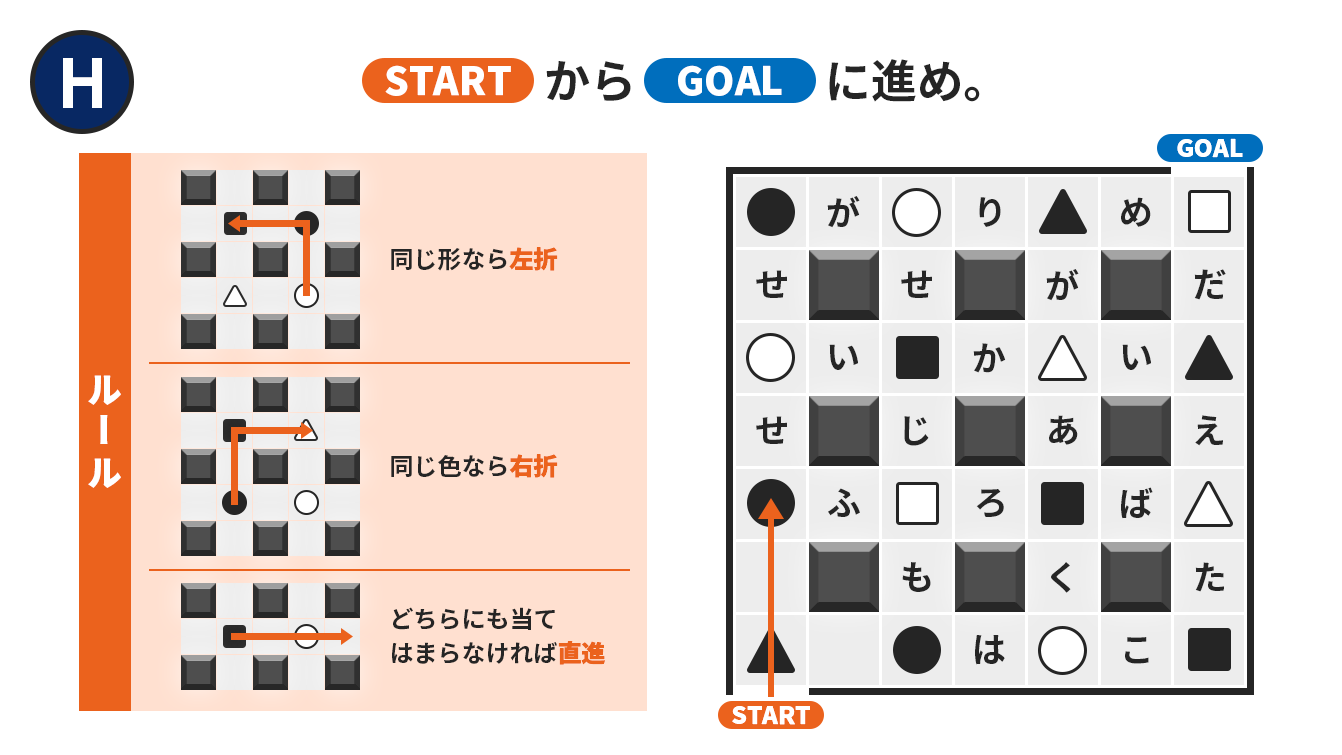 H
STARTからGOALに進め。
ルール
同じ形なら左折
同じ色なら右折
どちらにも当て
はまらなければ直進
GOAL
がりめ
せせがだ
いかい
せじあえ
ふろば
もくた
はこ
START